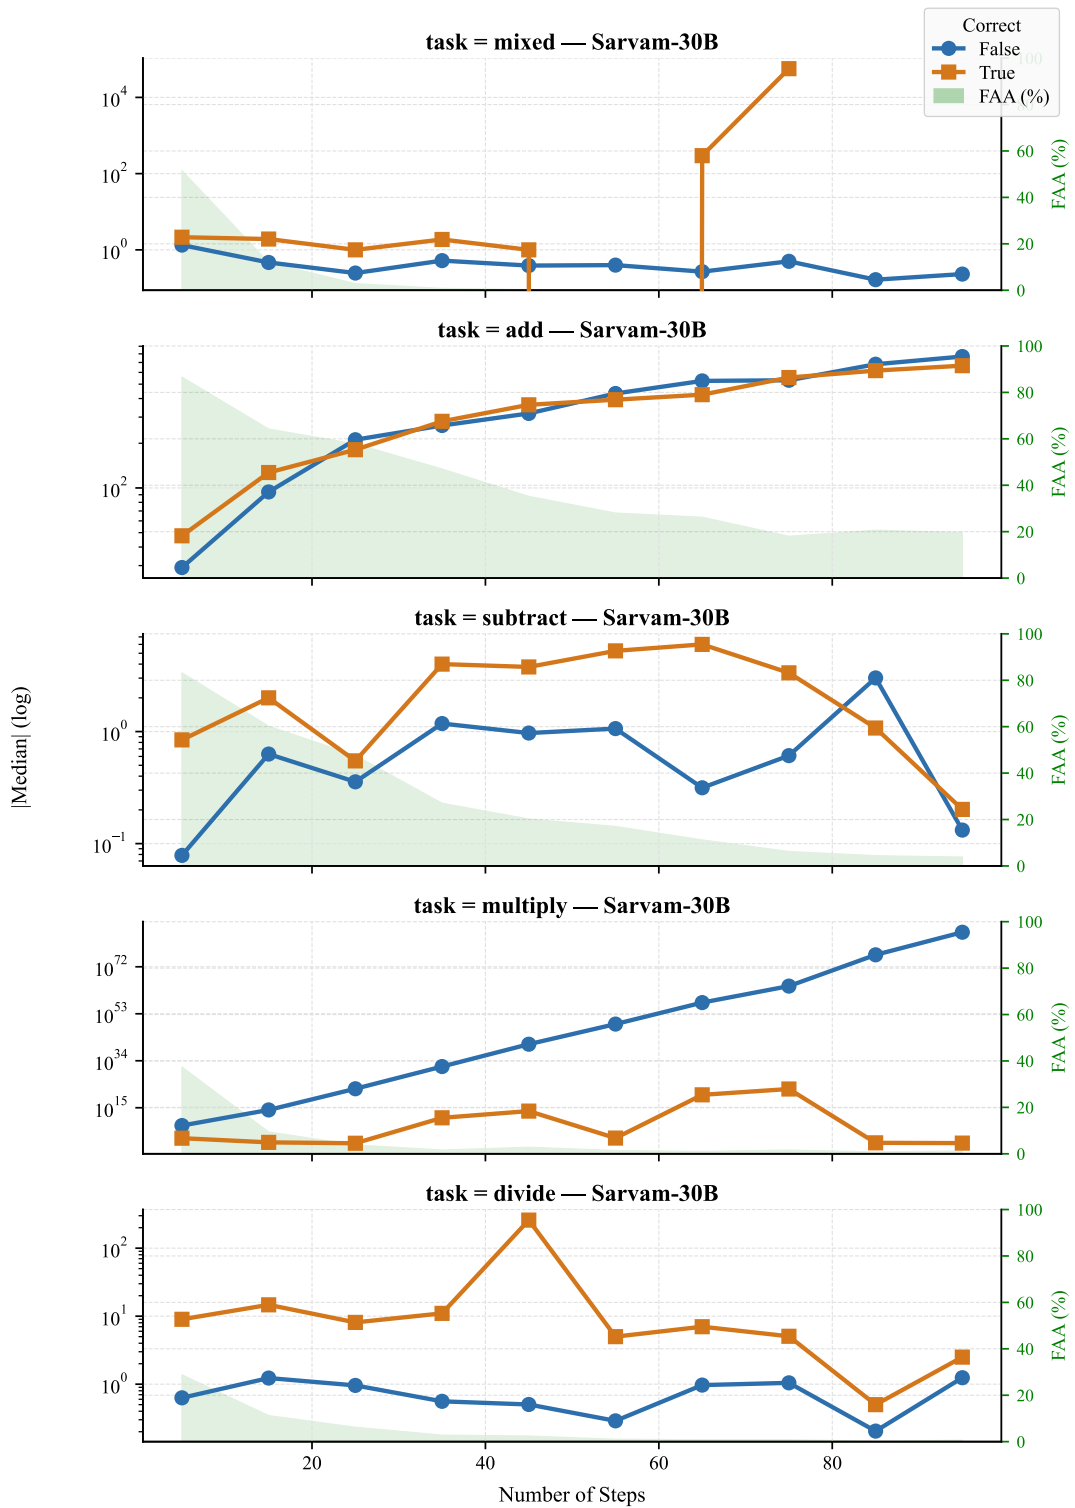 task = mixed — Sarvam-30B
Correct
False
True
FAA (%)
10^4
10^2
10^0
100
60
40
20
0
FAA (%)
task = add — Sarvam-30B
10^2
100
80
60
40
20
0
FAA (%)
task = subtract — Sarvam-30B
10^0
10^−1
100
80
60
40
20
0
FAA (%)
|Median| (log)
task = multiply — Sarvam-30B
10^72
10^53
10^34
10^15
100
80
60
40
20
0
FAA (%)
task = divide — Sarvam-30B
10^2
10^1
10^0
100
80
60
40
20
0
FAA (%)
20 40 60 80
Number of Steps